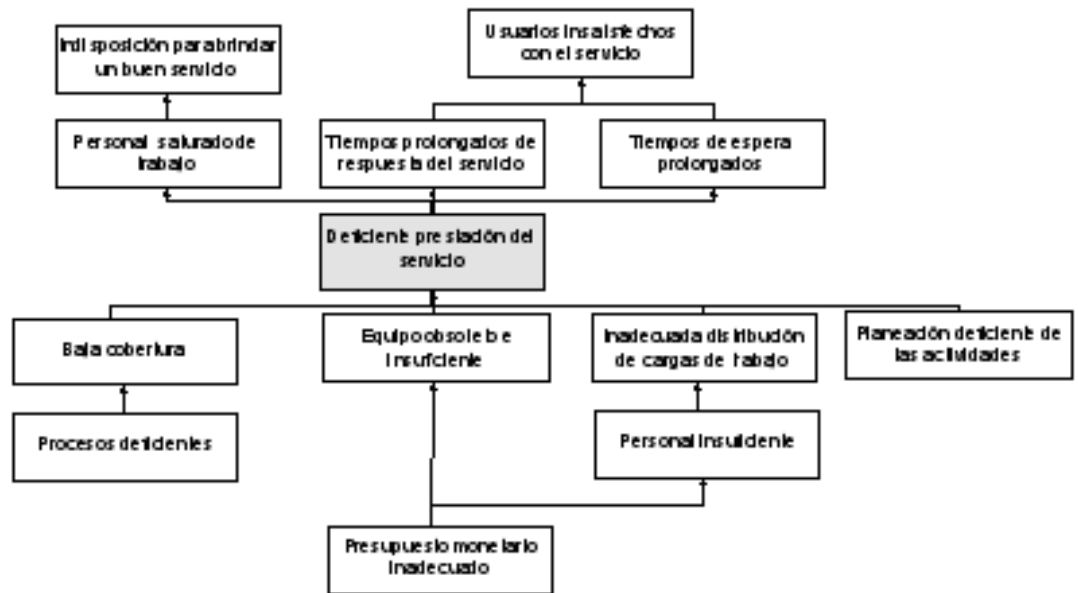 Usuarios insatisfechos
con el servicio
Indisposición para brindar
un buen servicio
Personal saturado de
trabajo
Tiempos prolongados de
respuesta del servicio
Tiempos de espera
prolongados
Deficiente prestación del
servicio
Baja cobertura
Equipo obsoleto e
insuficiente
Inadecuada distribución
de cargas de trabajo
Planeación deficiente de
las actividades
Procesos deficientes
Personal insuficiente
Presupuesto monetario
inadecuado